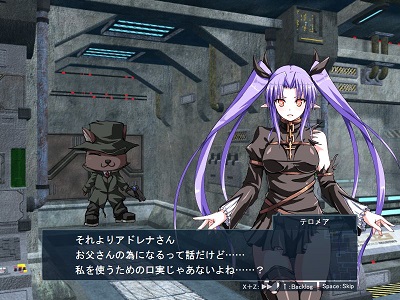 テロメア
それよりアドレナさん
お父さんの為になるって話だけど……
私を使うための口実じゃあないよね……？
X+Z:▶▶ /↑:Backlog /Space:Skip